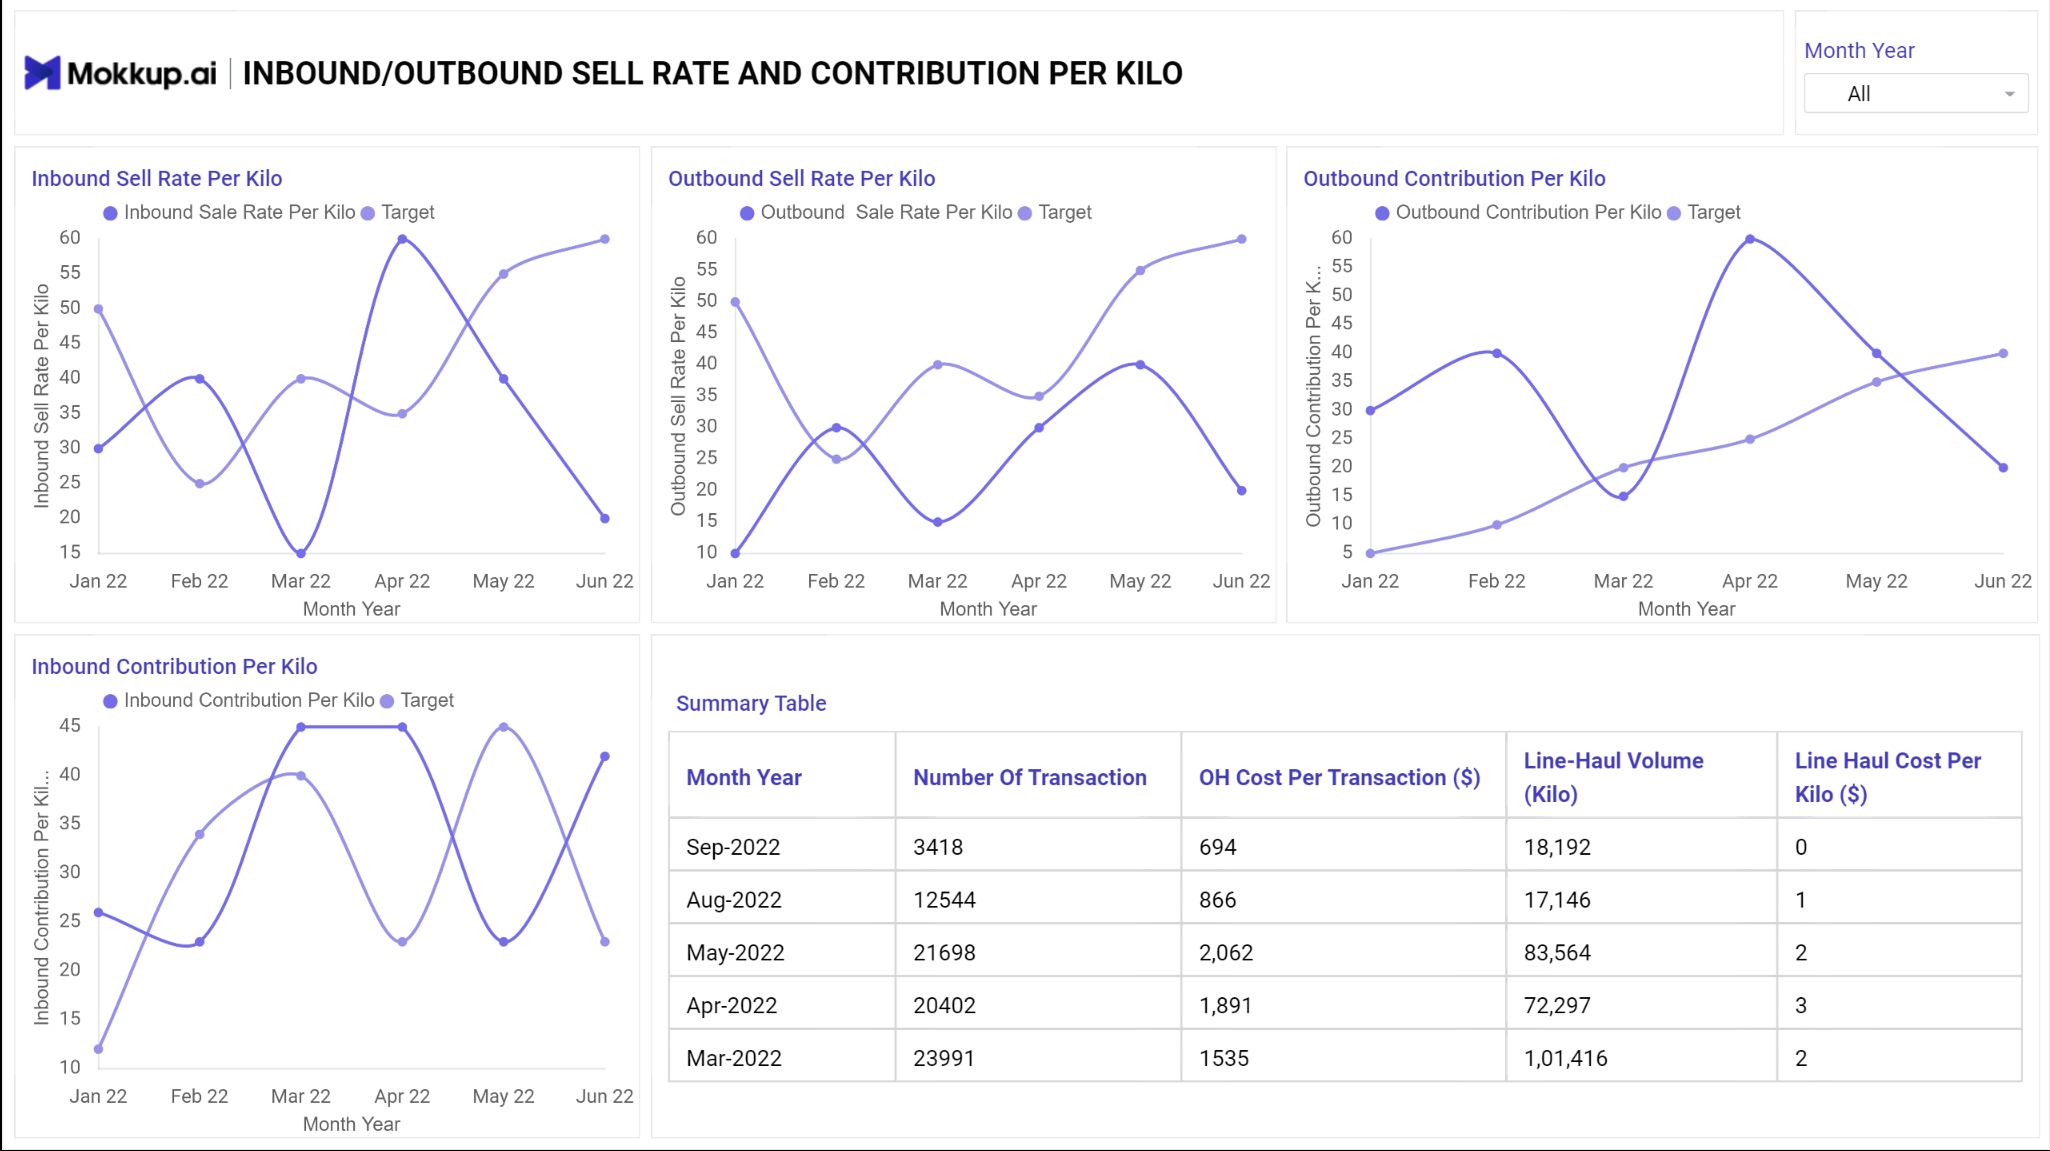 Mokkup.ai | INBOUND/OUTBOUND SELL RATE AND CONTRIBUTION PER KILO
Month Year
All
Inbound Sell Rate Per Kilo
Inbound Sale Rate Per Kilo Target
Inbound Sell Rate Per Kilo
60
55
50
45
40
35
30
25
20
15
Jan 22 Feb 22 Mar 22 Apr 22 May 22 Jun 22
Month Year
Outbound Sell Rate Per Kilo
Outbound  Sale Rate Per Kilo Target
Outbound Sell Rate Per Kilo
60
55
50
45
40
35
30
25
20
15
10
Jan 22 Feb 22 Mar 22 Apr 22 May 22 Jun 22
Month Year
Outbound Contribution Per Kilo
Outbound Contribution Per Kilo Target
Outbound Contribution Per K...
60
55
50
45
40
35
30
25
20
15
10
5
Jan 22 Feb 22 Mar 22 Apr 22 May 22 Jun 22
Month Year
Inbound Contribution Per Kilo
Inbound Contribution Per Kilo Target
Inbound Contribution Per Kil...
45
40
35
30
25
20
15
10
Jan 22 Feb 22 Mar 22 Apr 22 May 22 Jun 22
Month Year
Summary Table
Month Year Number Of Transaction OH Cost Per Transaction ($) Line-Haul Volume (Kilo) Line Haul Cost Per Kilo ($)
Sep-2022 3418 694 18,192 0
Aug-2022 12544 866 17,146 1
May-2022 21698 2,062 83,564 2
Apr-2022 20402 1,891 72,297 3
Mar-2022 23991 1535 1,01,416 2